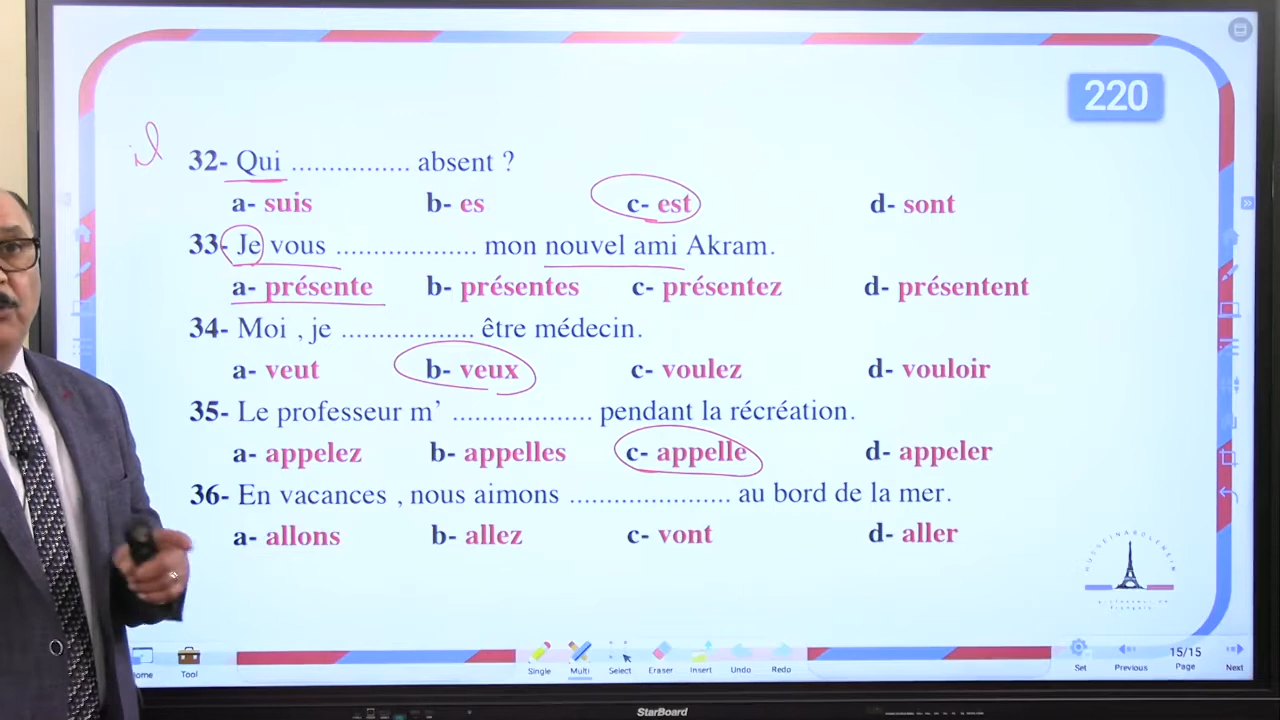 220
il
32- Qui ................ absent ?
a- suis b- es c- est d- sont
33- Je vous ................... mon nouvel ami Akram.
a- présente b- présentes c- présentez d- présentent
34- Moi , je .................. être médecin.
a- veut b- veux c- voulez d- vouloir
35- Le professeur m’ ................... pendant la récréation.
a- appelez b- appelles c- appelle d- appeler
36- En vacances , nous aimons ...................... au bord de la mer.
a- allons b- allez c- vont d- aller
Tool Single Multi Select Eraser Insert Undo Redo Set Previous 15/15 Page Next
StarBoard